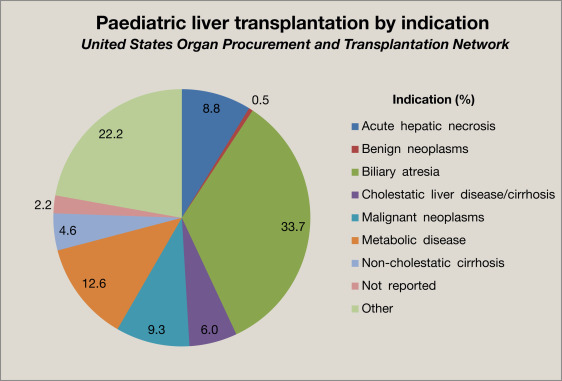 Paediatric liver transplantation by indication
United States Organ Procurement and Transplantation Network
8.8
0.5
33.7
6.0
9.3
12.6
4.6
2.2
22.2
Indication (%)
Acute hepatic necrosis
Benign neoplasms
Biliary atresia
Cholestatic liver disease/cirrhosis
Malignant neoplasms
Metabolic disease
Non-cholestatic cirrhosis
Not reported
Other